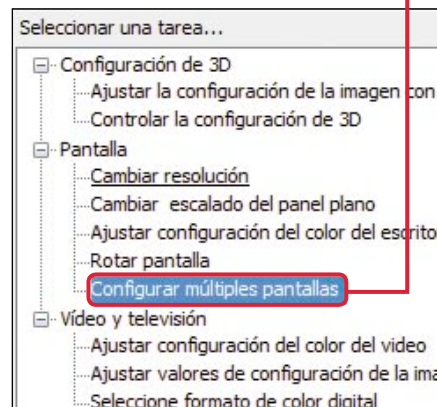 Seleccionar una tarea...
Configuración de 3D
Ajustar la configuración de la imagen con
Controlar la configuración de 3D
Pantalla
Cambiar resolución
Cambiar escalado del panel plano
Ajustar configuración del color del escrito
Rotar pantalla
Configurar múltiples pantallas
Vídeo y televisión
Ajustar configuración del color del video
Ajustar valores de configuración de la ima
Seleccione formato de color digital